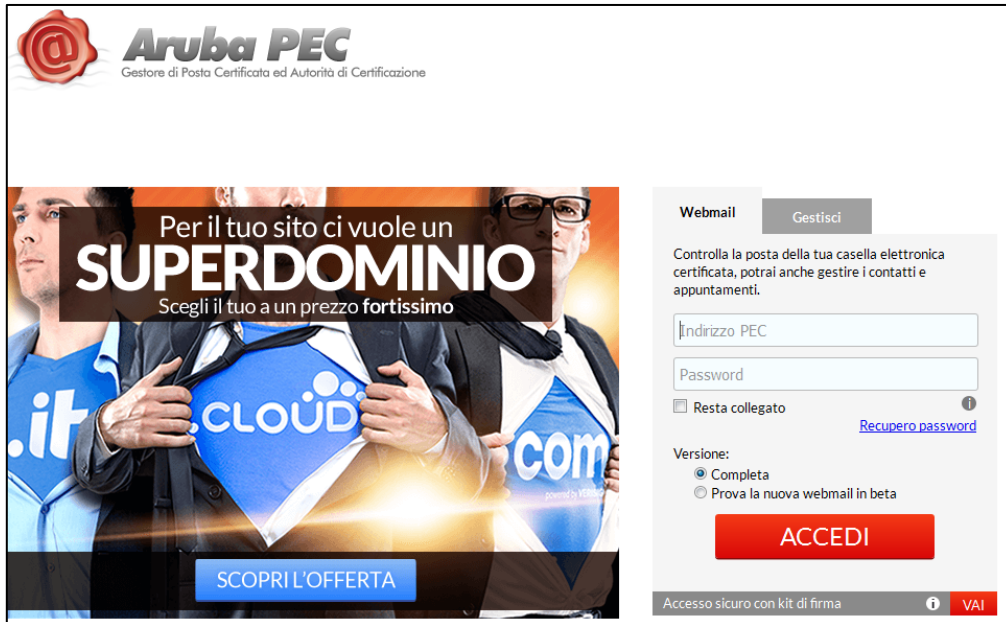 Aruba PEC
Gestore di Posta Certificata ed Autorità di Certificazione
Per il tuo sito ci vuole un
SUPERDOMINIO
Scegli il tuo a un prezzo fortissimo
.it
.CLOUD
.com
powered by VERISIGN
SCOPRI L'OFFERTA
Webmail
Gestisci
Controlla la posta della tua casella elettronica
certificata, potrai anche gestire i contatti e
appuntamenti.
Indirizzo PEC
Password
Resta collegato
Recupero password
Versione:
Completa
Prova la nuova webmail in beta
ACCEDI
Accesso sicuro con kit di firma
VAI